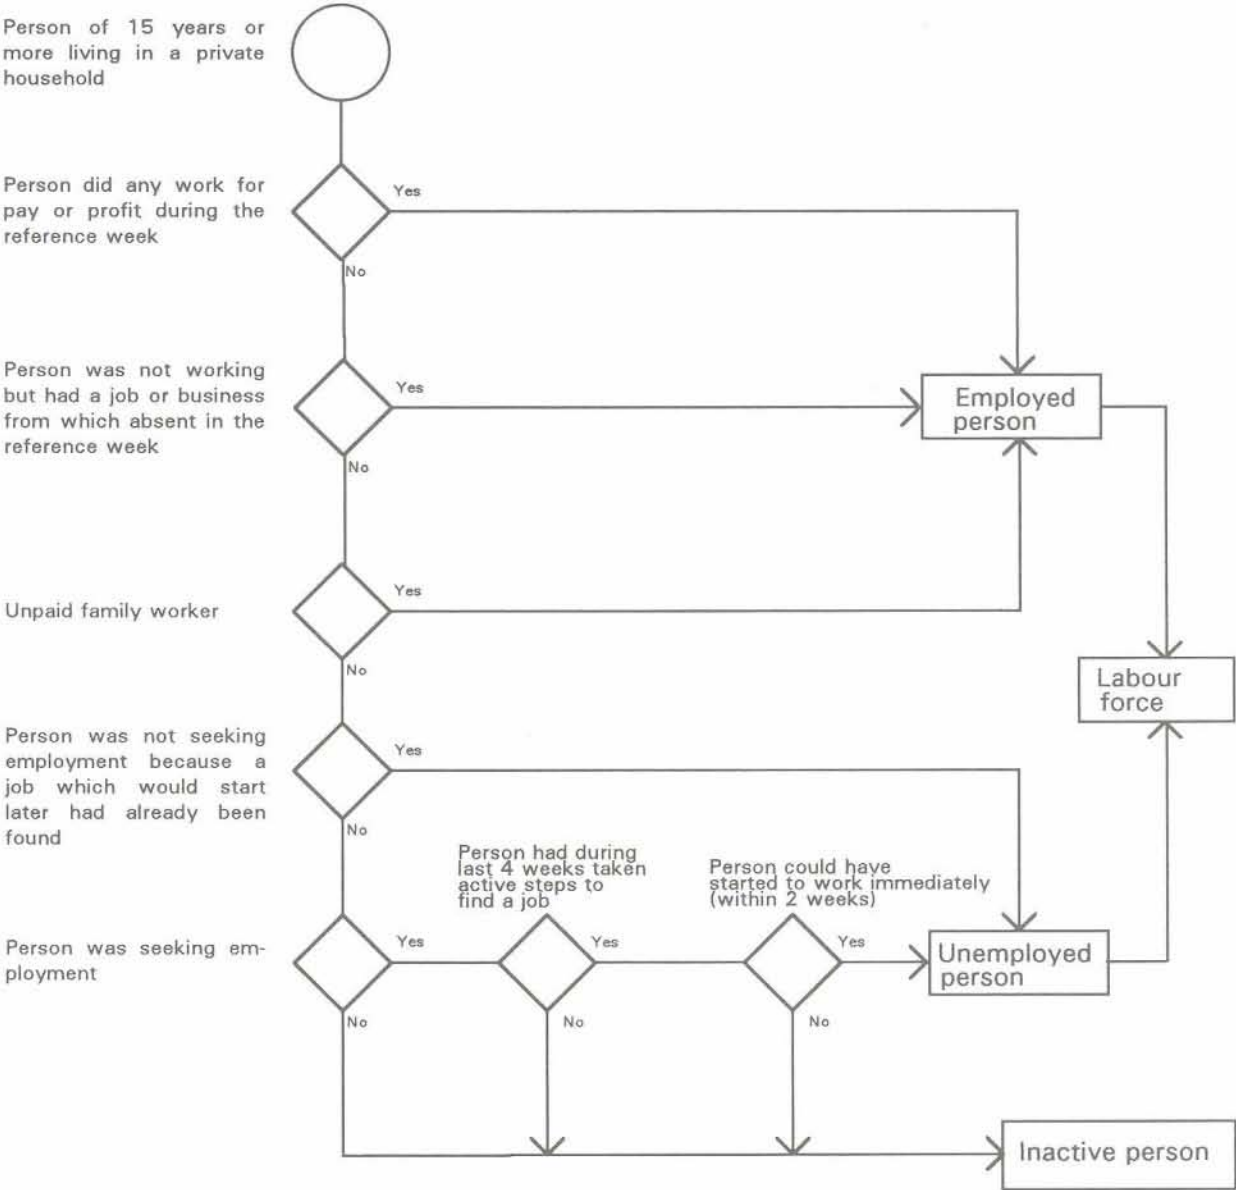 Person of 15 years or
more living in a private
household
Person did any work for
pay or profit during the
reference week
Yes
No
Person was not working
but had a job or business
from which absent in the
reference week
Yes
No
Employed
person
Unpaid family worker
Yes
No
Labour
force
Person was not seeking
employment because a
job which would start
later had already been
found
Yes
No
Person had during
last 4 weeks taken
active steps to
find a job
Person could have
started to work immediately
(within 2 weeks)
Person was seeking em-
ployment
Yes
Yes
Yes
Unemployed
person
No
No
No
Inactive person